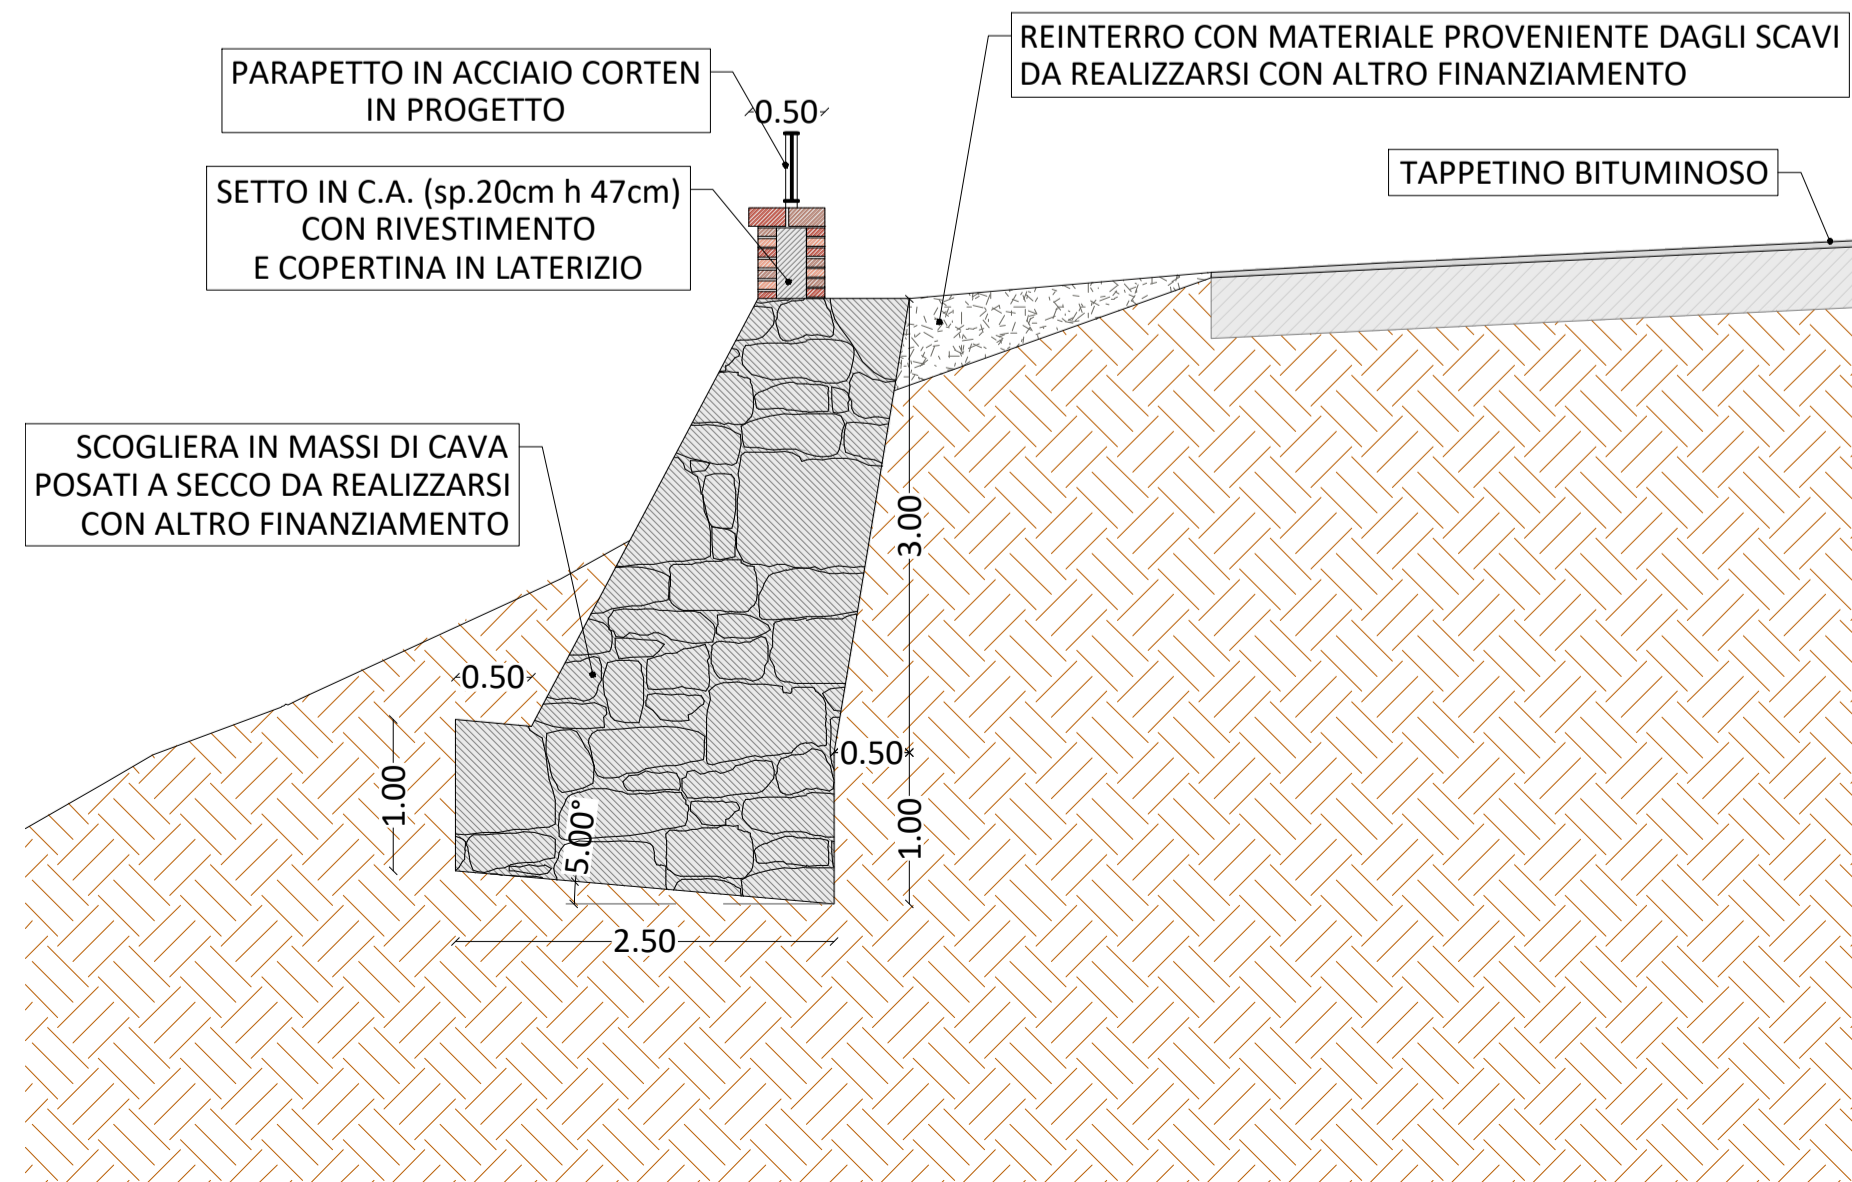 REINTERRO CON MATERIALE PROVENIENTE DAGLI SCAVI
DA REALIZZARSI CON ALTRO FINANZIAMENTO
PARAPETTO IN ACCIAIO CORTEN
IN PROGETTO
0.50
TAPPETINO BITUMINOSO
SETTO IN C.A. (sp.20cm h 47cm)
CON RIVESTIMENTO
E COPERTINA IN LATERIZIO
SCOGLIERA IN MASSI DI CAVA
POSATI A SECCO DA REALIZZARSI
CON ALTRO FINANZIAMENTO
3.00
0.50
0.50
1.00
1.00
5.00°
2.50